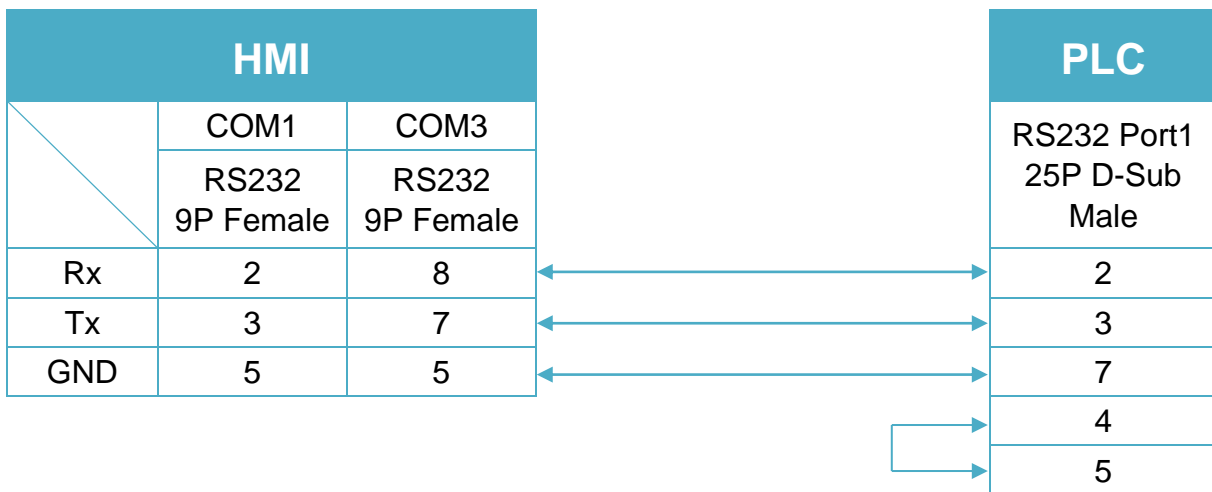 HMI
PLC
COM1 COM3
RS232 Port1
25P D-Sub
Male
RS232 RS232
9P Female 9P Female
Rx 2 8 2
Tx 3 7 3
GND 5 5 7
4
5